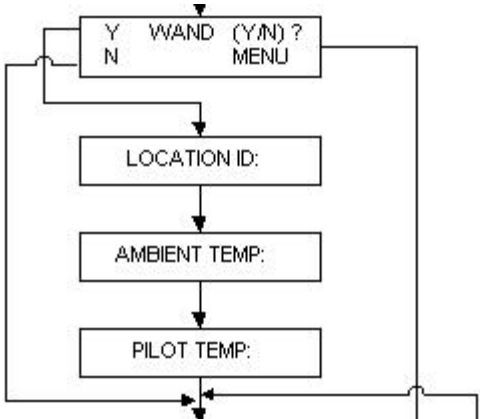 Y WAND (Y/N) ?
N MENU
LOCATION ID:
AMBIENT TEMP:
PILOT TEMP: